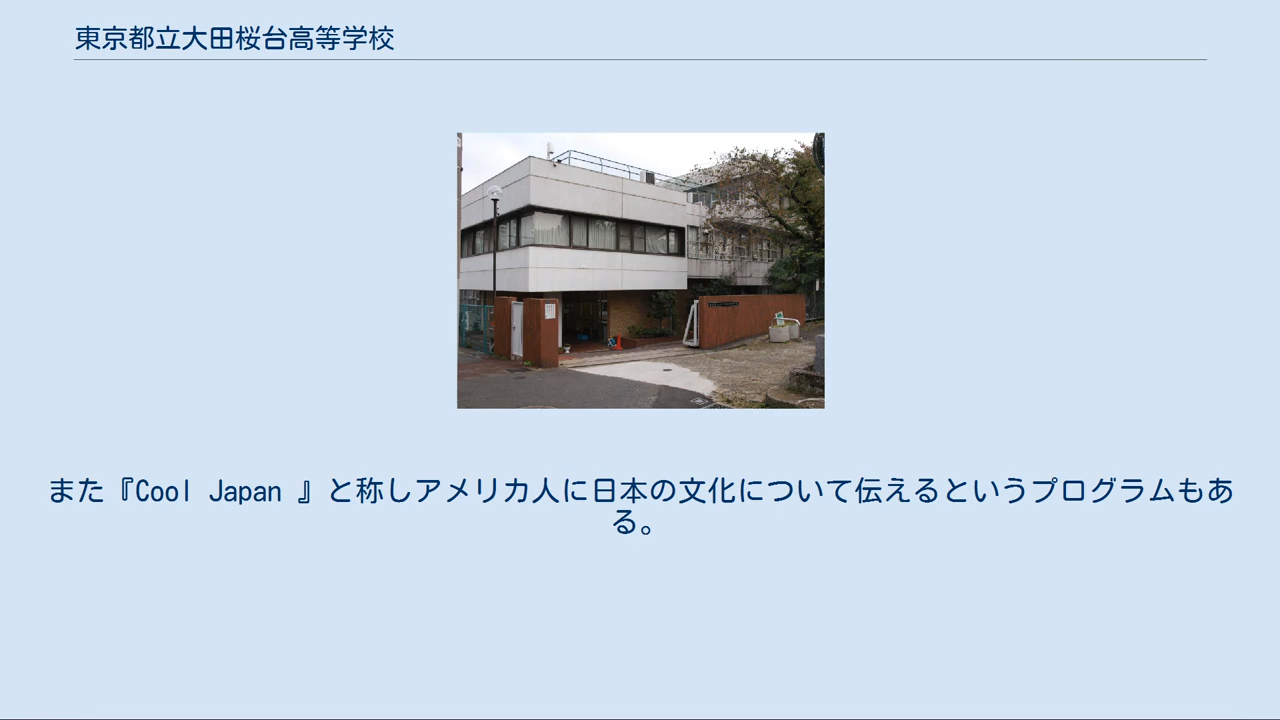 東京都立大田桜台高等学校
また『Cool Japan 』と称しアメリカ人に日本の文化について伝えるというプログラムもあ
る。